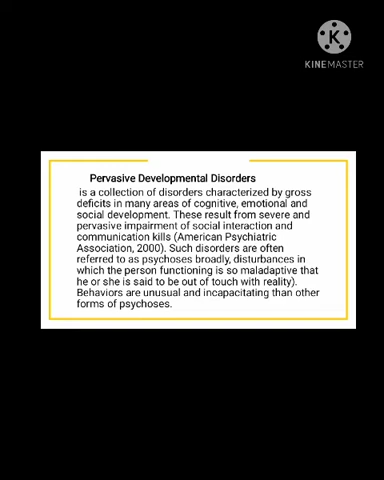 K
KINEMASTER
Pervasive Developmental Disorders
is a collection of disorders characterized by gross
deficits in many areas of cognitive, emotional and
social development. These result from severe and
pervasive impairment of social interaction and
communication kills (American Psychiatric
Association, 2000). Such disorders are often
referred to as psychoses broadly, disturbances in
which the person functioning is so maladaptive that
he or she is said to be out of touch with reality).
Behaviors are unusual and incapacitating than other
forms of psychoses.